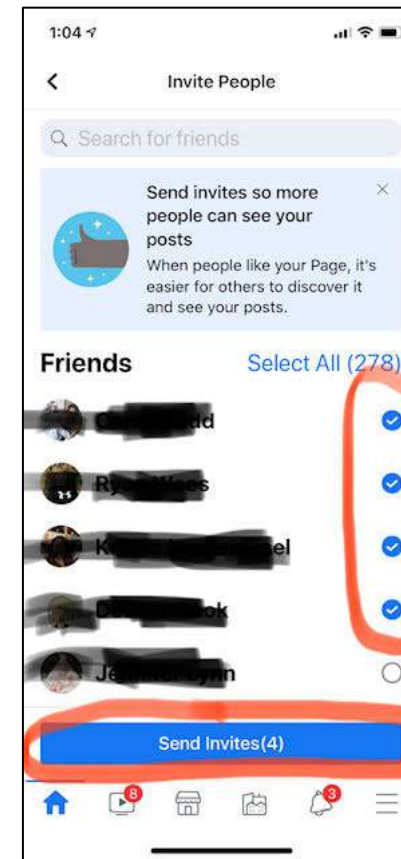 1:04
Invite People
Search for friends
Send invites so more
people can see your
posts
When people like your Page, it's
easier for others to discover it
and see your posts.
Friends Select All (278)
Send Invites(4)
8 3